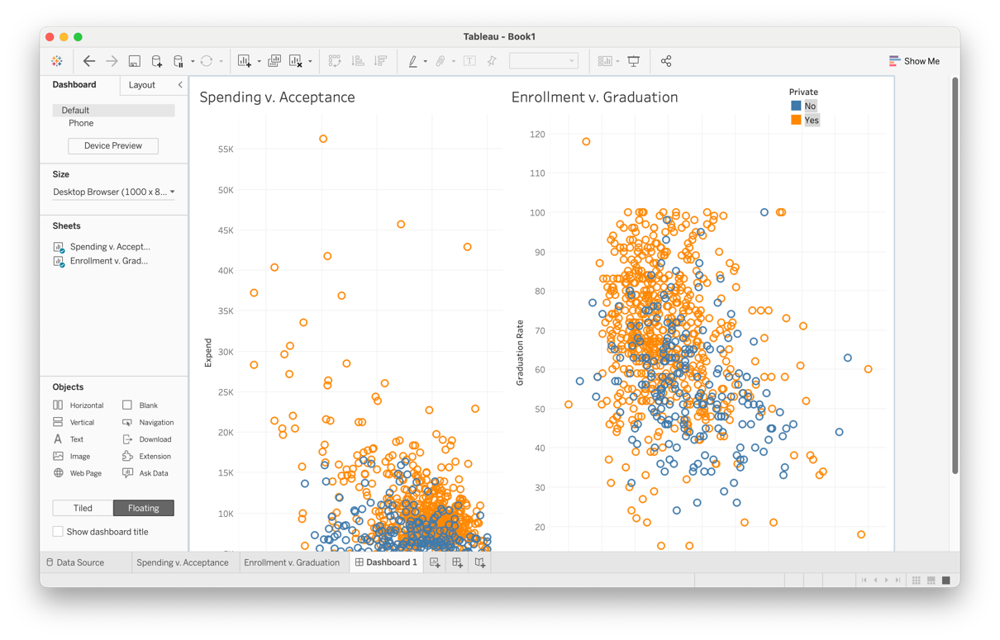 Tableau - Book1
Show Me
Dashboard
Layout
Default
Phone
Device Preview
Size
Desktop Browser (1000 x 8...
Sheets
Spending v. Accept...
Enrollment v. Grad...
Objects
Horizontal
Blank
Vertical
Navigation
Text
Download
Image
Extension
Web Page
Ask Data
Tiled
Floating
Show dashboard title
Spending v. Acceptance
55K
50K
45K
40K
35K
30K
25K
20K
15K
10K
Expend
Enrollment v. Graduation
120
110
100
90
80
70
60
50
40
30
20
Graduation Rate
Private
No
Yes
Data Source
Spending v. Acceptance
Enrollment v. Graduation
Dashboard 1